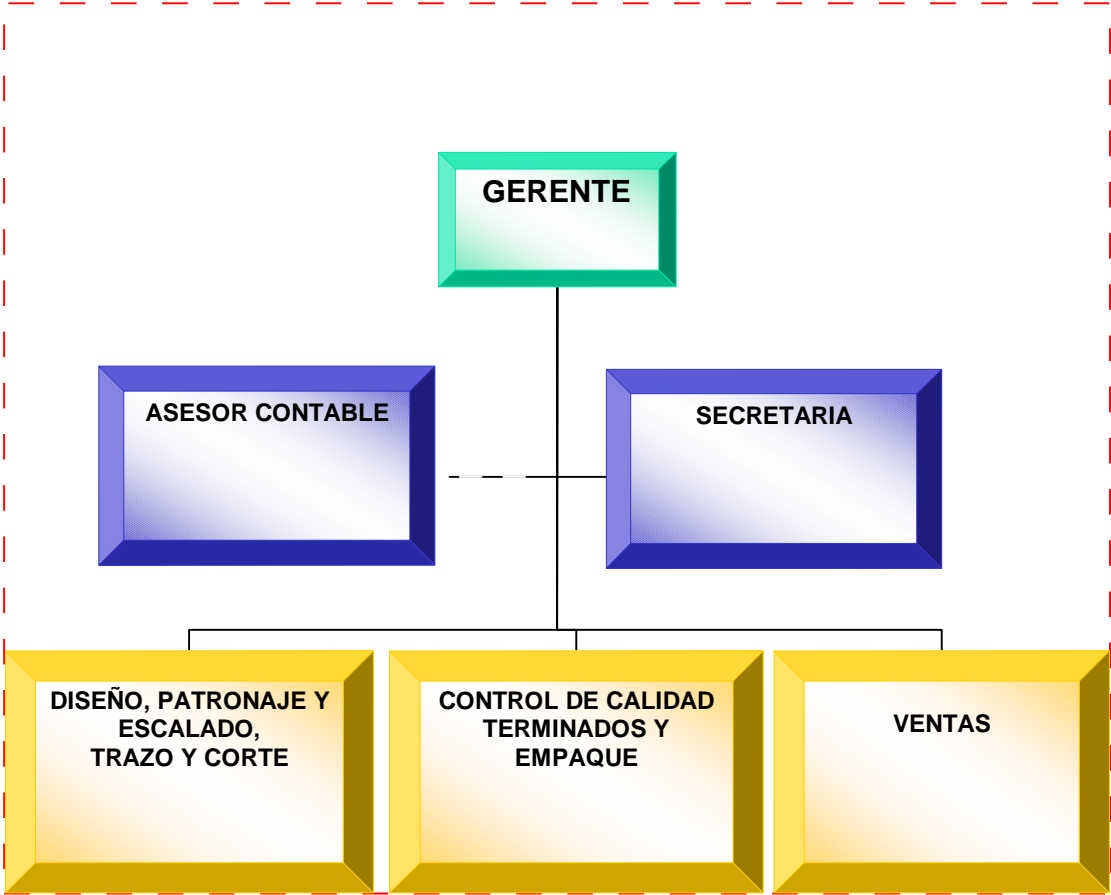 GERENTE
ASESOR CONTABLE
SECRETARIA
DISEÑO, PATRONAJE Y
ESCALADO,
TRAZO Y CORTE
CONTROL DE CALIDAD
TERMINADOS Y
EMPAQUE
VENTAS